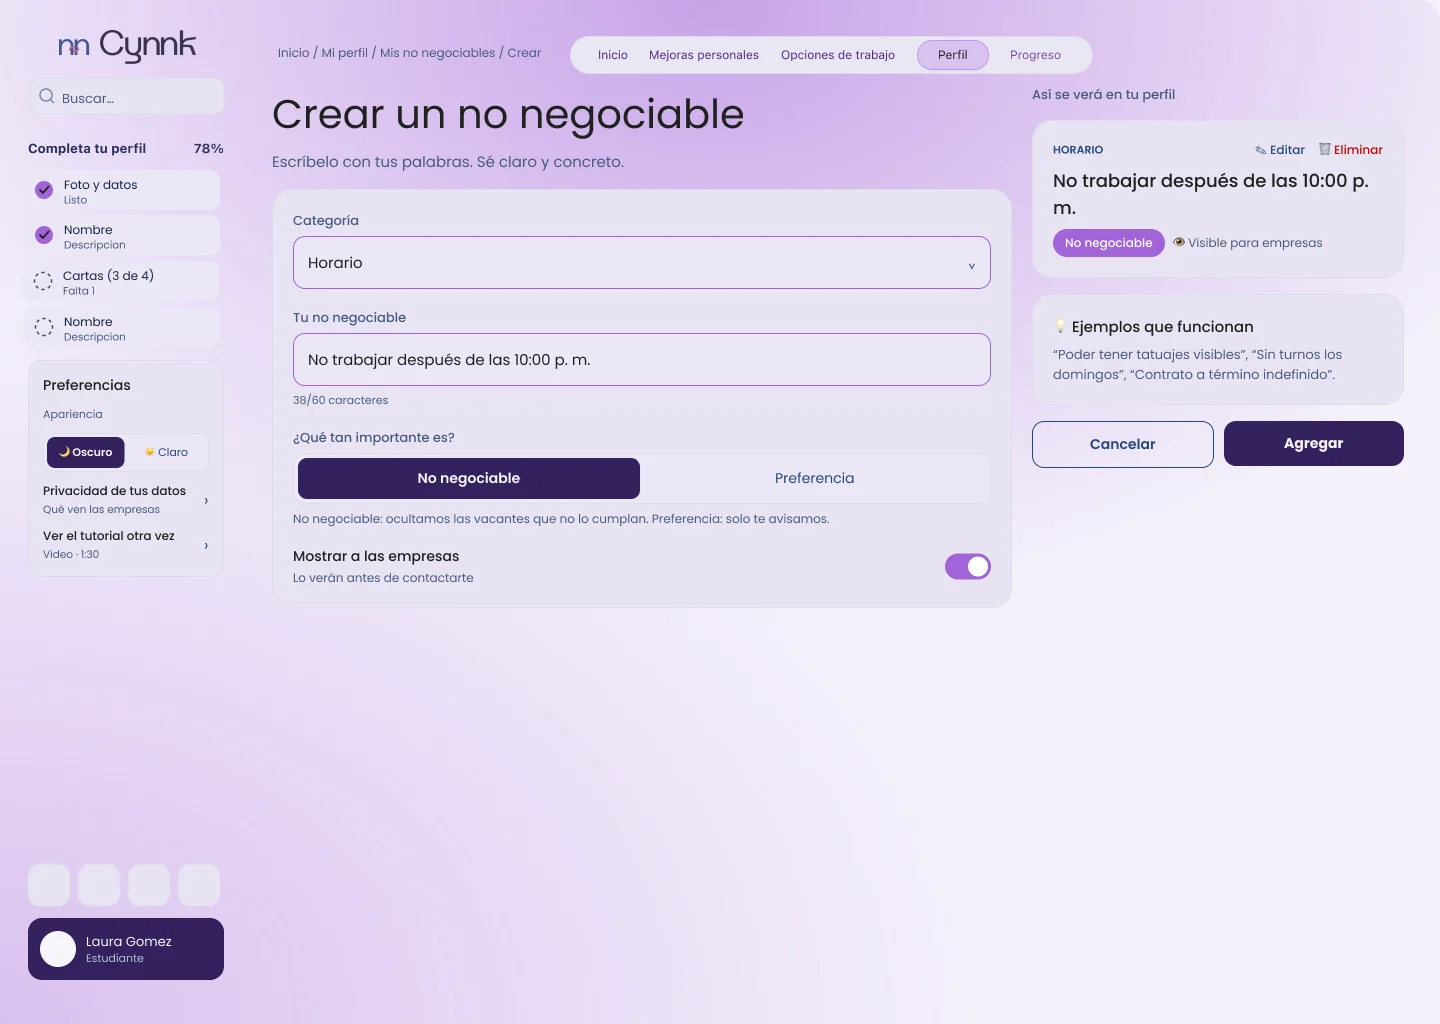 Cynnk
Buscar...
Completa tu perfil 78%
Foto y datos
Listo
Nombre
Descripcion
Cartas (3 de 4)
Falta 1
Nombre
Descripcion
Preferencias
Apariencia
Oscuro Claro
Privacidad de tus datos
Qué ven las empresas
Ver el tutorial otra vez
Video · 1:30
Laura Gomez
Estudiante
Inicio / Mi perfil / Mis no negociables / Crear
Inicio Mejoras personales Opciones de trabajo Perfil Progreso
Crear un no negociable
Escríbelo con tus palabras. Sé claro y concreto.
Categoría
Horario
Tu no negociable
No trabajar después de las 10:00 p. m.
38/60 caracteres
¿Qué tan importante es?
No negociable Preferencia
No negociable: ocultamos las vacantes que no lo cumplan. Preferencia: solo te avisamos.
Mostrar a las empresas
Lo verán antes de contactarte
Así se verá en tu perfil
HORARIO Editar Eliminar
No trabajar después de las 10:00 p.
m.
No negociable Visible para empresas
Ejemplos que funcionan
“Poder tener tatuajes visibles”, “Sin turnos los
domingos”, “Contrato a término indefinido”.
Cancelar Agregar